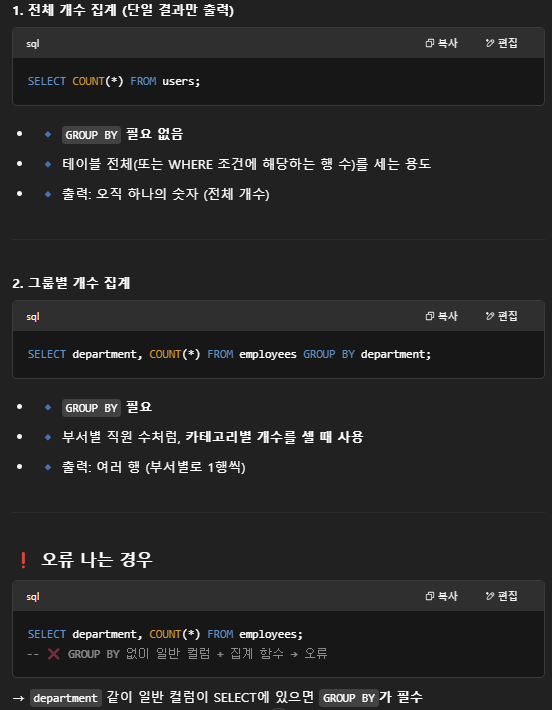 1. 전체 개수 집계 (단일 결과만 출력)
sql 복사 편집
SELECT COUNT(*) FROM users;
GROUP BY 필요 없음
테이블 전체(또는 WHERE 조건에 해당하는 행 수)를 세는 용도
출력: 오직 하나의 숫자 (전체 개수)
2. 그룹별 개수 집계
sql 복사 편집
SELECT department, COUNT(*) FROM employees GROUP BY department;
GROUP BY 필요
부서별 직원 수처럼, 카테고리별 개수를 셀 때 사용
출력: 여러 행 (부서별로 1행씩)
❗ 오류 나는 경우
sql 복사 편집
SELECT department, COUNT(*) FROM employees;
-- ❌ GROUP BY 없이 일반 컬럼 + 집계 함수 → 오류
→ department 같이 일반 컬럼이 SELECT에 있으면 GROUP BY가 필수